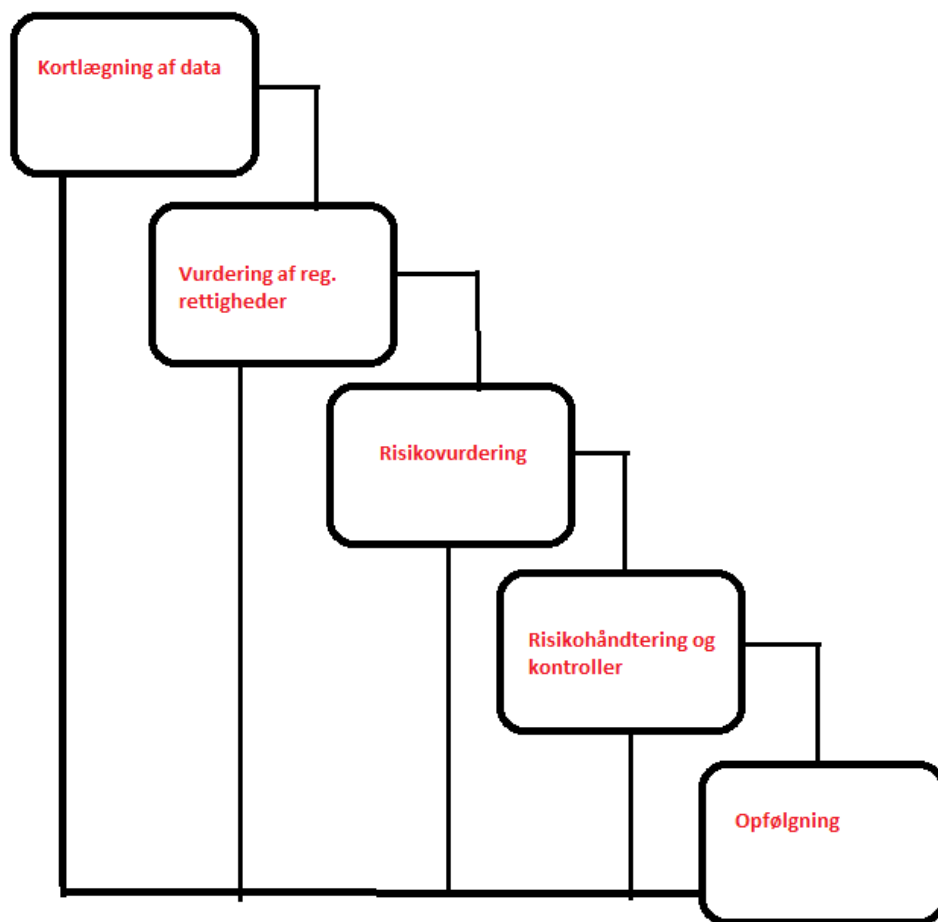 Kortlægning af data
Vurdering af reg.
rettigheder
Risikovurdering
Risikohåndtering og
kontroller
Opfølgning